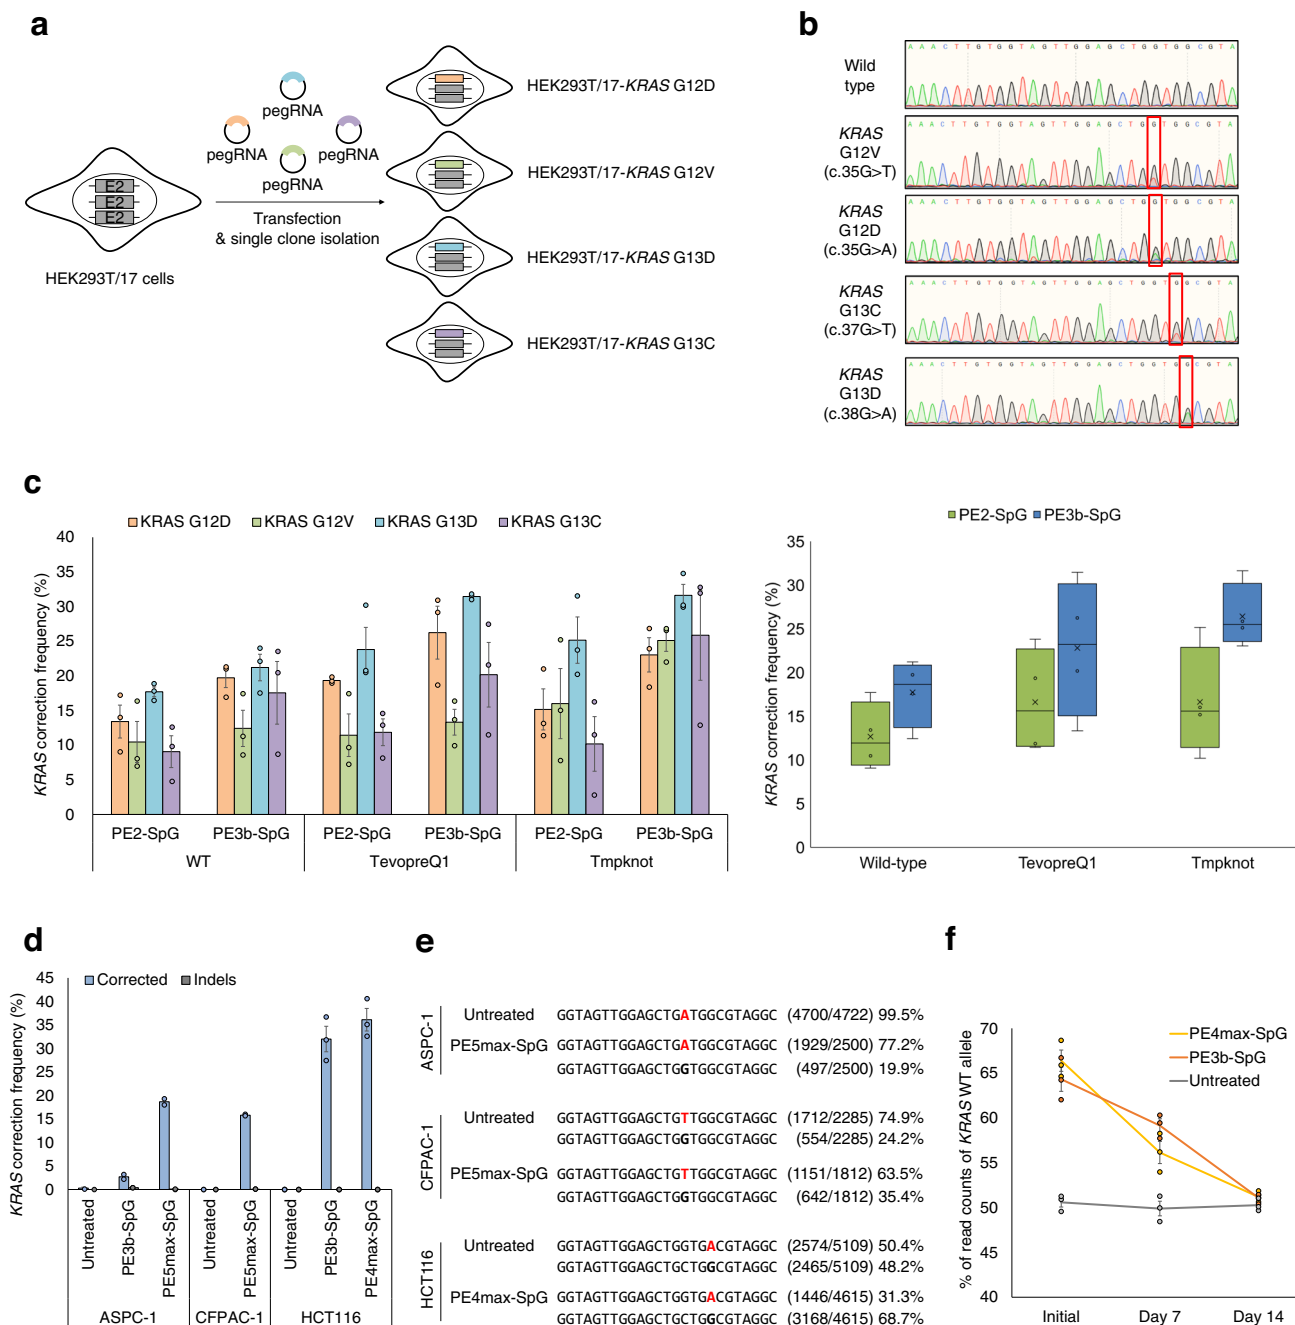 a
pegRNA
pegRNA
pegRNA
pegRNA
E2
E2
E2
HEK293T/17 cells
Transfection
& single clone isolation
HEK293T/17-KRAS G12D
HEK293T/17-KRAS G12V
HEK293T/17-KRAS G13D
HEK293T/17-KRAS G13C
b
Wild
type
AAACTTGTGGTAGTTGGAGCTGGTGGCGTA
KRAS
G12V
(c.35G>T)
AAACTTGTGGTAGTTGGAGCTGGTGGCGTA
KRAS
G12D
(c.35G>A)
AAACTTGTGGTAGTTGGAGCTGGTGGCGTA
KRAS
G13C
(c.37G>T)
AAACTTGTGGTAGTTGGAGCTGGTGGCGTA
KRAS
G13D
(c.38G>A)
AAACTTGTGGTAGTTGGAGCTGGTGGCGTA
c
KRAS G12D KRAS G12V KRAS G13D KRAS G13C
KRAS correction frequency (%)
40
35
30
25
20
15
10
5
0
PE2-SpG PE3b-SpG PE2-SpG PE3b-SpG PE2-SpG PE3b-SpG
WT TevopreQ1 Tmpknot
PE2-SpG PE3b-SpG
KRAS correction frequency (%)
35
30
25
20
15
10
5
0
Wild-type TevopreQ1 Tmpknot
d
Corrected Indels
KRAS correction frequency (%)
45
40
35
30
25
20
15
10
5
0
Untreated
PE3b-SpG
PE5max-SpG
Untreated
PE5max-SpG
Untreated
PE3b-SpG
PE4max-SpG
ASPC-1 CFPAC-1 HCT116
e
ASPC-1
Untreated GGTAGTTGGAGCTGATGGCGTAGGC (4700/4722) 99.5%
PE5max-SpG GGTAGTTGGAGCTGATGGCGTAGGC (1929/2500) 77.2%
GGTAGTTGGAGCTGGTGGCGTAGGC (497/2500) 19.9%
CFPAC-1
Untreated GGTAGTTGGAGCTGTTGGCGTAGGC (1712/2285) 74.9%
GGTAGTTGGAGCTGGTGGCGTAGGC (554/2285) 24.2%
PE5max-SpG GGTAGTTGGAGCTGTTGGCGTAGGC (1151/1812) 63.5%
GGTAGTTGGAGCTGGTGGCGTAGGC (642/1812) 35.4%
HCT116
Untreated GGTAGTTGGAGCTGGTGACGTAGGC (2574/5109) 50.4%
GGTAGTTGGAGCTGCTGGCGTAGGC (2465/5109) 48.2%
PE4max-SpG GGTAGTTGGAGCTGGTGACGTAGGC (1446/4615) 31.3%
GGTAGTTGGAGCTGCTGGCGTAGGC (3168/4615) 68.7%
f
% of read counts of KRAS WT allele
70
65
60
55
50
45
40
PE4max-SpG
PE3b-SpG
Untreated
Initial Day 7 Day 14